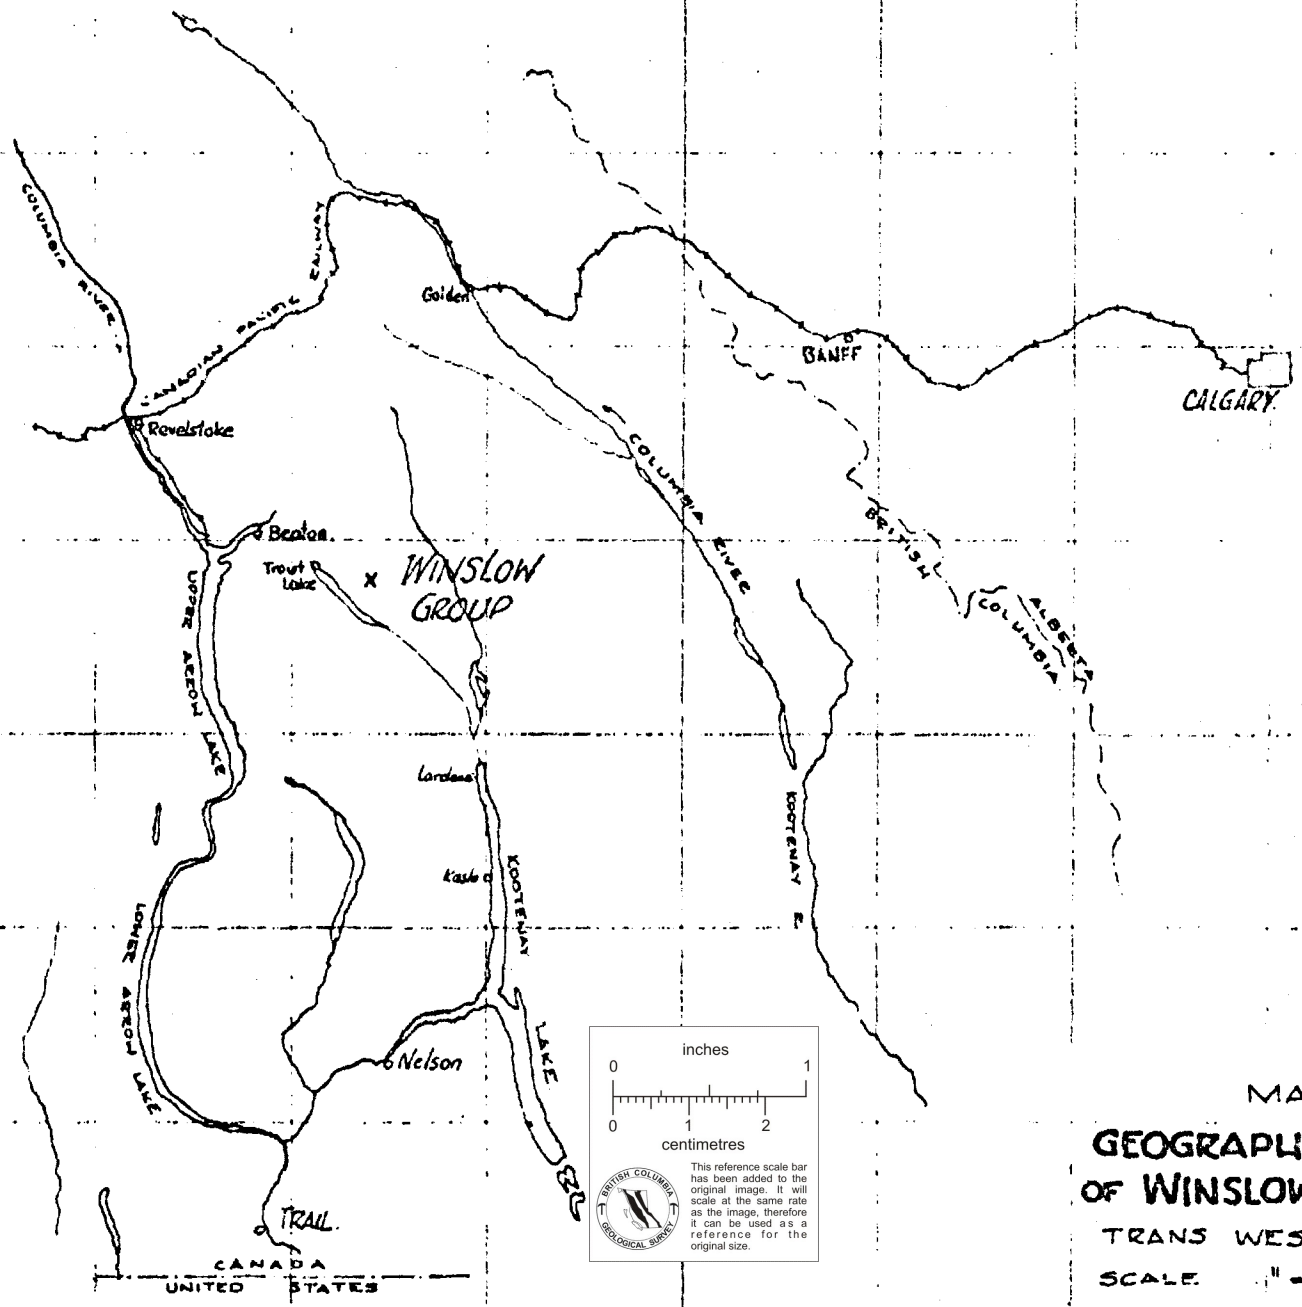 COLUMBIA RIVER
CANADIAN PACIFIC RAILWAY
Golden
BANFF
CALGARY.
Revelstoke
COLUMBIA RIVER
Beaton.
BRITISH
COLUMBIA
ALBERTA
Trout
Lake
X WINSLOW
GROUP
UPPER ARROW LAKE
Lardeau
KOOTENAY R.
Kaslo
KOOTENAY
LAKE
LOWER ARROW LAKE
Nelson
TRAIL.
CANADA
UNITED STATES
inches
0 1
0 1 2
centimetres
This reference scale bar
has been added to the
original image. It will
scale at the same rate
as the image, therefore
it can be used as a
reference for the
original size.
BRITISH COLUMBIA
GEOLOGICAL SURVEY
MA
GEOGRAPH
OF WINSLOW
TRANS WES
SCALE 1" =